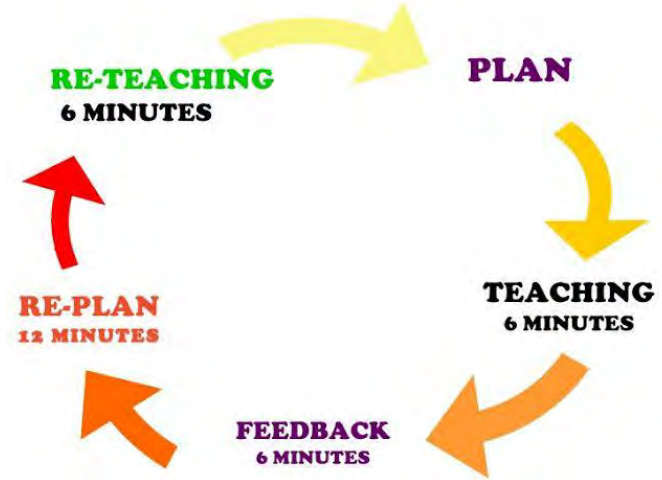 PLAN
TEACHING
6 MINUTES
FEEDBACK
6 MINUTES
RE-PLAN
12 MINUTES
RE-TEACHING
6 MINUTES